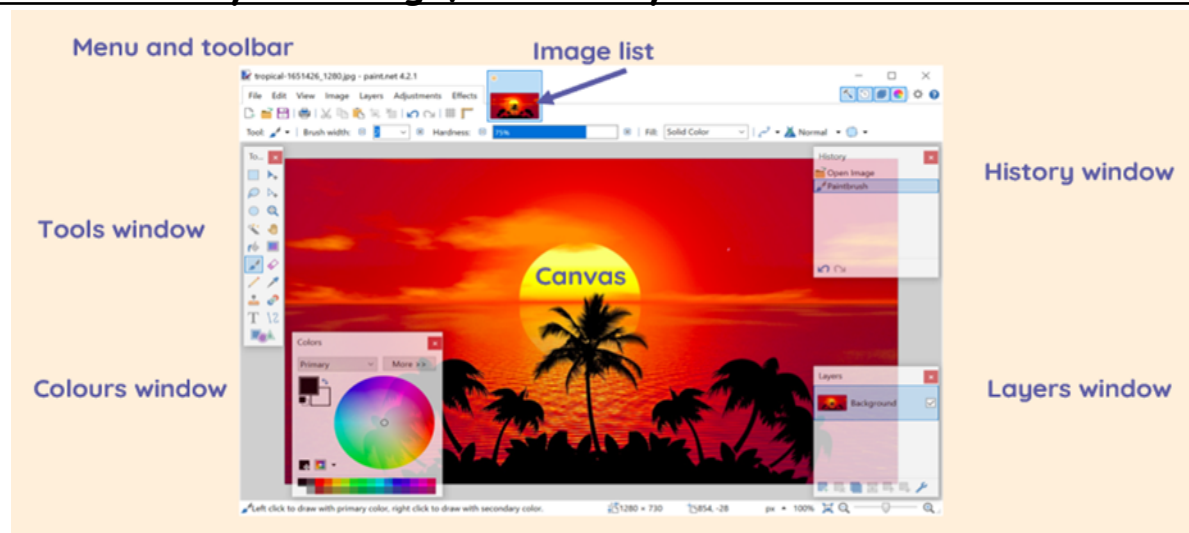 Menu and toolbar
Image list
tropical-1651426_1280.jpg - paint.net 4.2.1
File Edit View Image Layers Adjustments Effects
Tool: Brush width: 2 Hardness: 75% Fill: Solid Color Normal
To...
History
Open Image
Paintbrush
History window
Tools window
Canvas
Colors
Primary More >>
Colours window
Layers
Background
Layers window
Left click to draw with primary color, right click to draw with secondary color. 1280 × 730 854, -28 px 100%